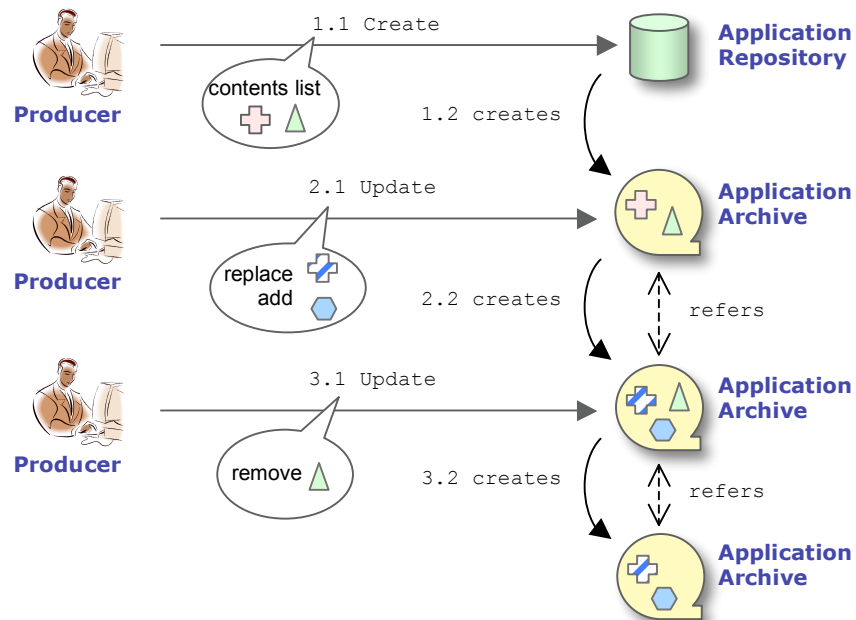 1.1 Create
Application
Repository
Producer
contents list
1.2 creates
2.1 Update
Application
Archive
Producer
replace
add
2.2 creates
refers
3.1 Update
Application
Archive
Producer
remove
3.2 creates
refers
Application
Archive